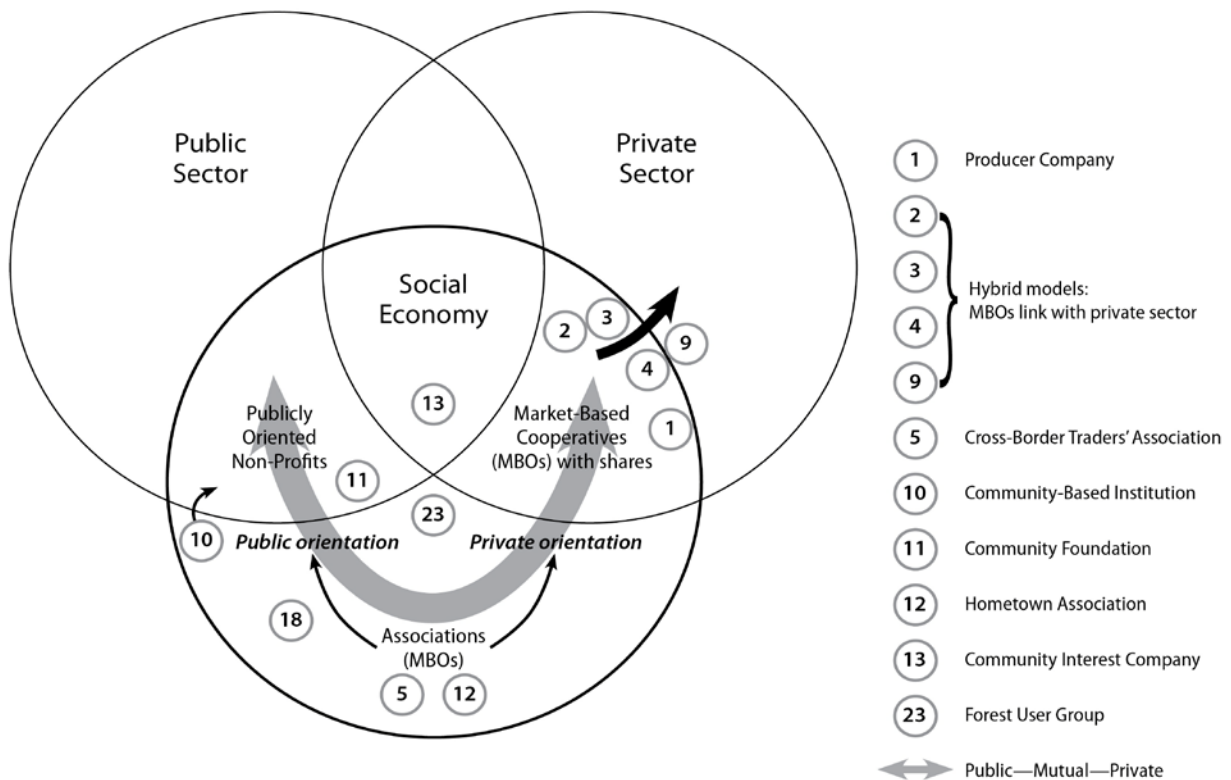 Public
Sector
Private
Sector
Social
Economy
2
3
9
4
1
13
Publicly
Oriented
Non-Profits
Market-Based
Cooperatives
(MBOs) with shares
11
23
10
Public orientation
Private orientation
18
Associations
(MBOs)
5
12
1 Producer Company
2
3
Hybrid models:
MBOs link with private sector
4
9
5 Cross-Border Traders' Association
10 Community-Based Institution
11 Community Foundation
12 Hometown Association
13 Community Interest Company
23 Forest User Group
Public—Mutual—Private